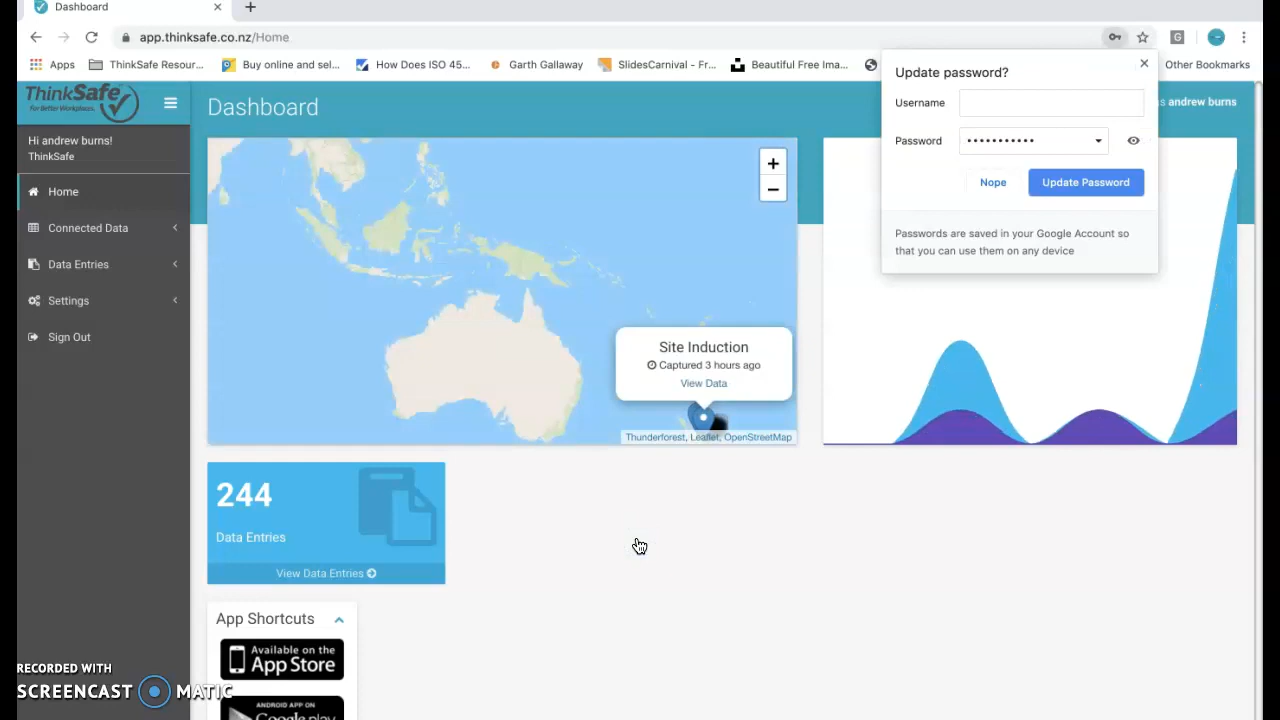 Dashboard
app.thinksafe.co.nz/Home
G
Apps
ThinkSafe Resour...
Buy online and sel...
How Does ISO 45...
Garth Gallaway
SlidesCarnival - Fr...
Beautiful Free Ima...
Other Bookmarks
ThinkSafe
For Better Workplaces.
Dashboard
s andrew burns
Update password?
Username
Password
Nope
Update Password
Passwords are saved in your Google Account so
that you can use them on any device
Hi andrew burns!
ThinkSafe
Home
Connected Data
Data Entries
Settings
Sign Out
+
−
Site Induction
Captured 3 hours ago
View Data
Thunderforest, Leaflet, OpenStreetMap
244
Data Entries
View Data Entries
App Shortcuts
Available on the
App Store
ANDROID APP ON
Google play
RECORDED WITH
SCREENCAST MATIC